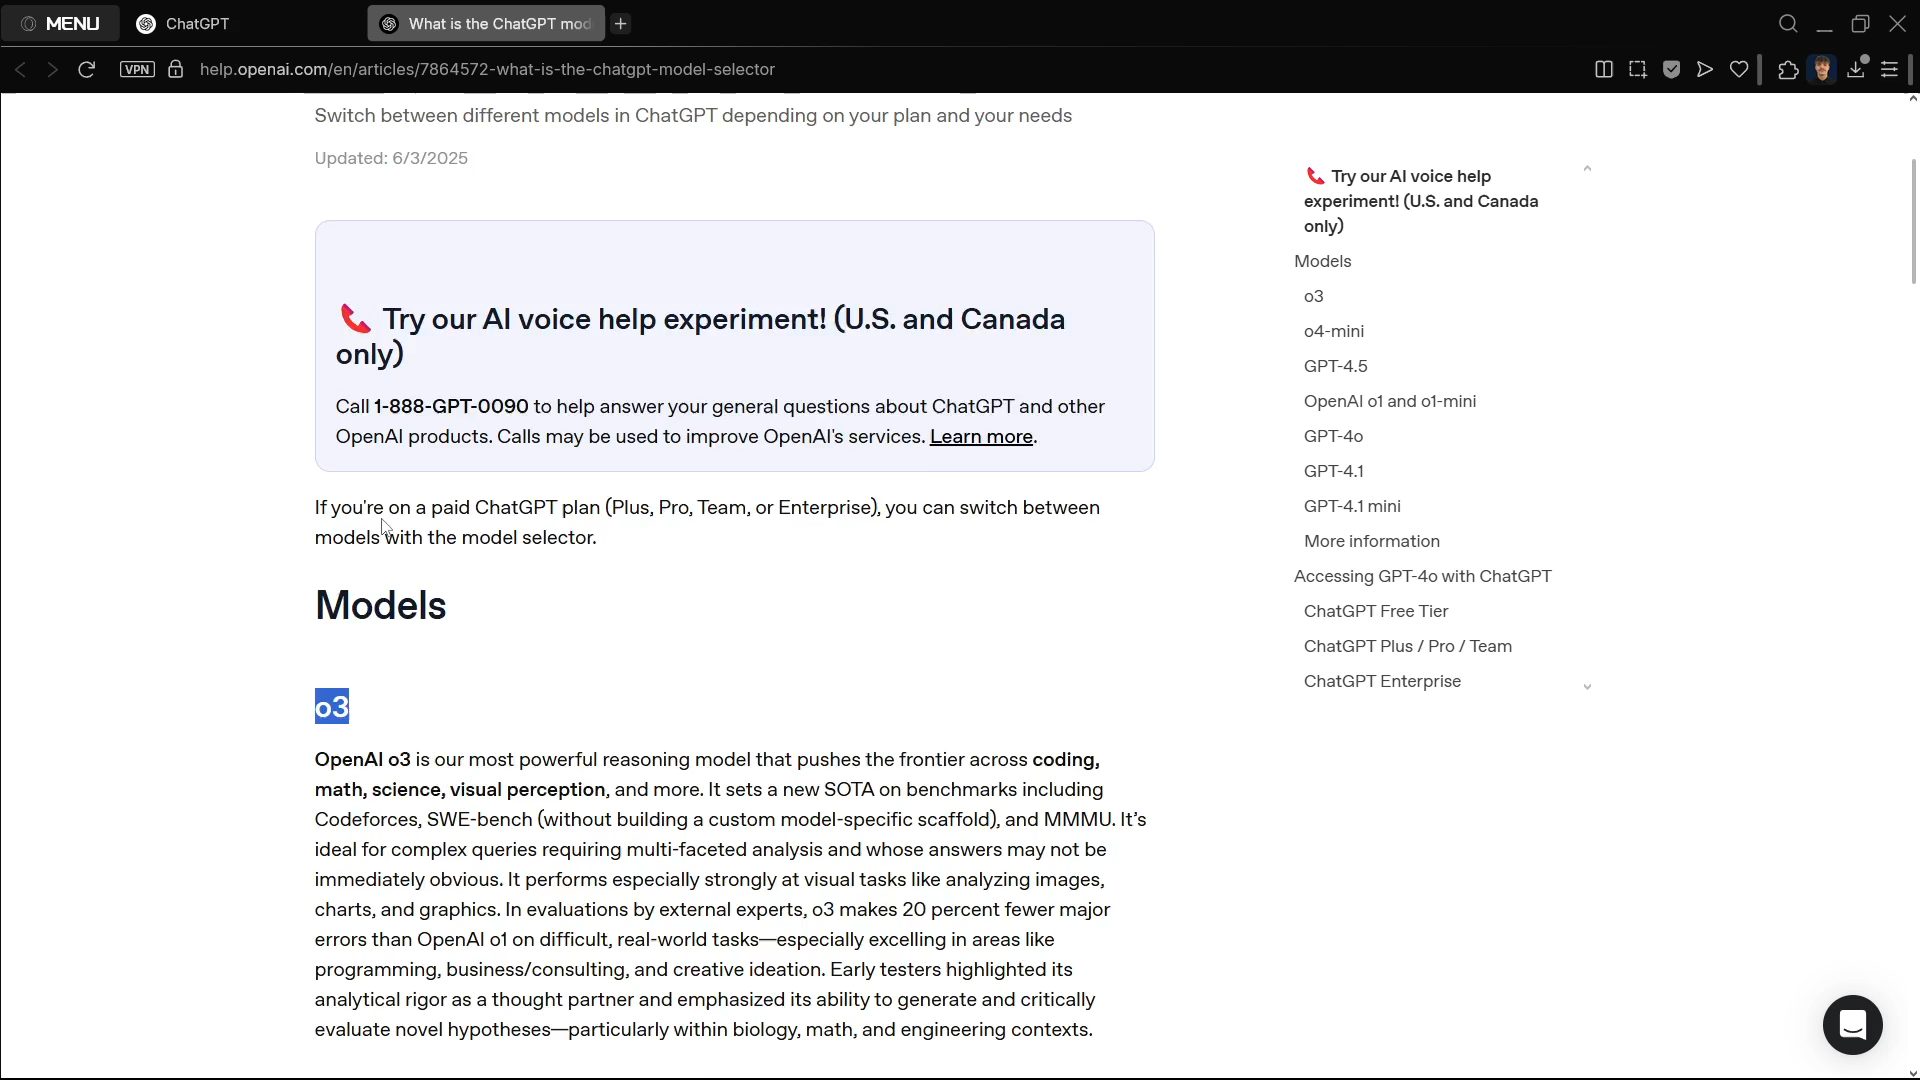 MENU
ChatGPT
What is the ChatGPT mod
VPN
help.openai.com/en/articles/7864572-what-is-the-chatgpt-model-selector
Switch between different models in ChatGPT depending on your plan and your needs
Updated: 6/3/2025
Try our AI voice help experiment! (U.S. and Canada
only)
Call 1-888-GPT-0090 to help answer your general questions about ChatGPT and other
OpenAI products. Calls may be used to improve OpenAI's services. Learn more.
If you're on a paid ChatGPT plan (Plus, Pro, Team, or Enterprise), you can switch between
models with the model selector.
Models
o3
OpenAI o3 is our most powerful reasoning model that pushes the frontier across coding,
math, science, visual perception, and more. It sets a new SOTA on benchmarks including
Codeforces, SWE-bench (without building a custom model-specific scaffold), and MMMU. It’s
ideal for complex queries requiring multi-faceted analysis and whose answers may not be
immediately obvious. It performs especially strongly at visual tasks like analyzing images,
charts, and graphics. In evaluations by external experts, o3 makes 20 percent fewer major
errors than OpenAI o1 on difficult, real-world tasks—especially excelling in areas like
programming, business/consulting, and creative ideation. Early testers highlighted its
analytical rigor as a thought partner and emphasized its ability to generate and critically
evaluate novel hypotheses—particularly within biology, math, and engineering contexts.
Try our AI voice help
experiment! (U.S. and Canada
only)
Models
o3
o4-mini
GPT-4.5
OpenAI o1 and o1-mini
GPT-4o
GPT-4.1
GPT-4.1 mini
More information
Accessing GPT-4o with ChatGPT
ChatGPT Free Tier
ChatGPT Plus / Pro / Team
ChatGPT Enterprise